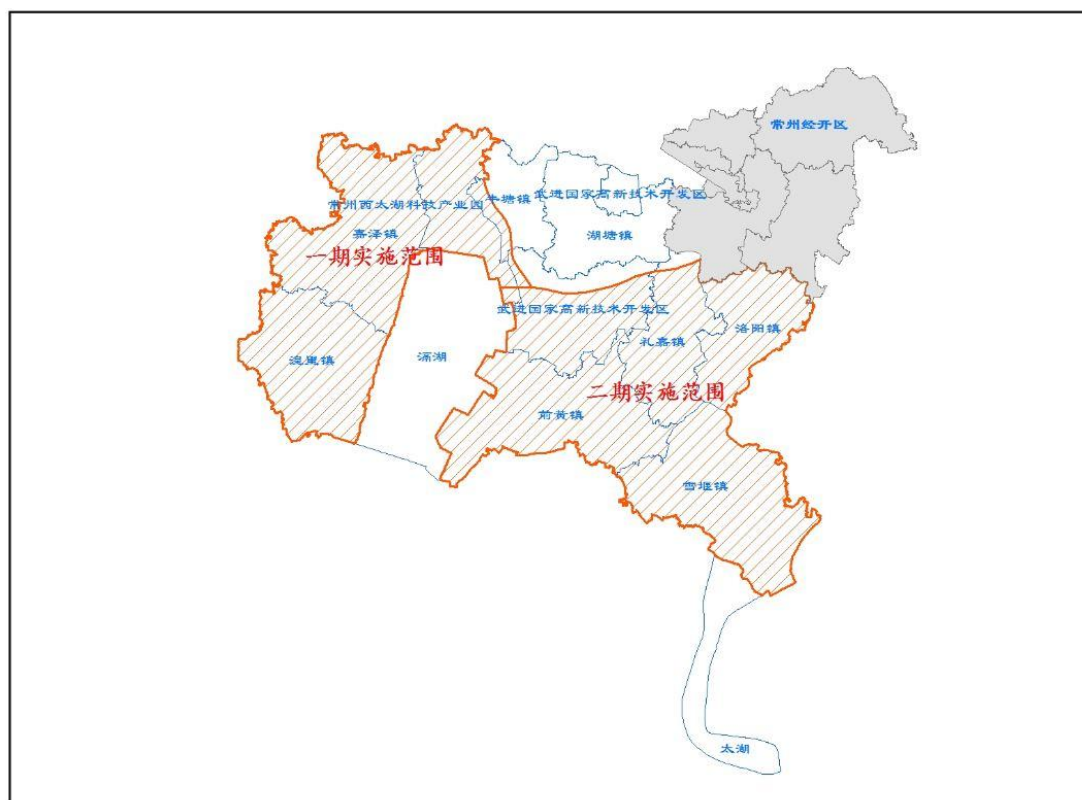 常州经开区
牛塘镇
武进国家高新技术开发区
常州西太湖科技产业园
嘉泽镇
湖塘镇
一期实施范围
武进国家高新技术开发区
洛阳镇
礼嘉镇
湟里镇
滆湖
二期实施范围
前黄镇
雪堰镇
太湖